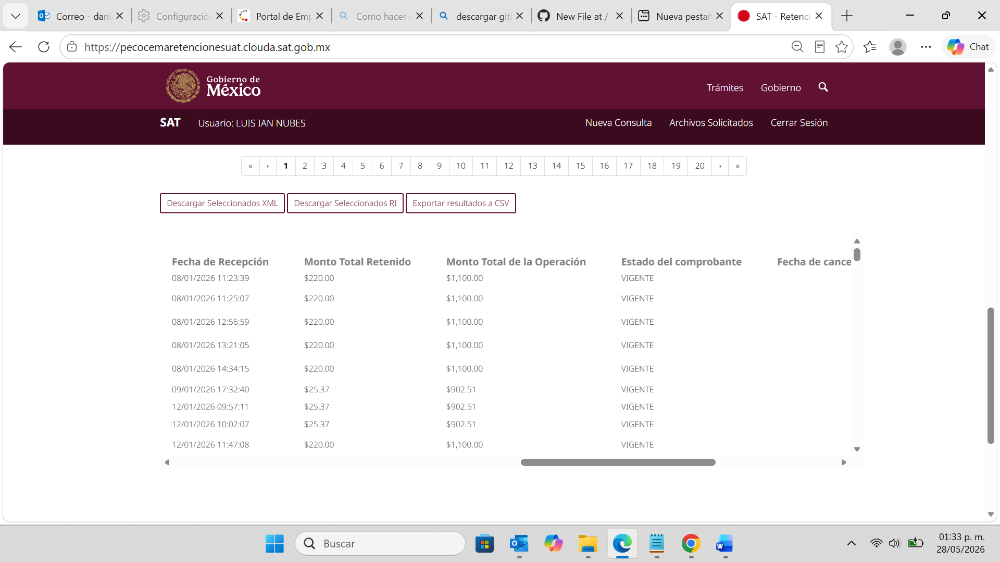 Correo - dani
Configuración
Portal de Emp
Como hacer u
descargar gitl
New File at /
Nueva pestañ
SAT - Retenci
https://pecocemaretencionesuat.clouda.sat.gob.mx
Chat
Gobierno de
México
Trámites
Gobierno
SAT
Usuario: LUIS IAN NUBES
Nueva Consulta
Archivos Solicitados
Cerrar Sesión
« ‹ 1 2 3 4 5 6 7 8 9 10 11 12 13 14 15 16 17 18 19 20 › »
Descargar Seleccionados XML
Descargar Seleccionados RI
Exportar resultados a CSV
Fecha de Recepción Monto Total Retenido Monto Total de la Operación Estado del comprobante Fecha de cance
08/01/2026 11:23:39 $220.00 $1,100.00 VIGENTE
08/01/2026 11:25:07 $220.00 $1,100.00 VIGENTE
08/01/2026 12:56:59 $220.00 $1,100.00 VIGENTE
08/01/2026 13:21:05 $220.00 $1,100.00 VIGENTE
08/01/2026 14:34:15 $220.00 $1,100.00 VIGENTE
09/01/2026 17:32:40 $25.37 $902.51 VIGENTE
12/01/2026 09:57:11 $25.37 $902.51 VIGENTE
12/01/2026 10:02:07 $25.37 $902.51 VIGENTE
12/01/2026 11:47:08 $220.00 $1,100.00 VIGENTE
Buscar
01:33 p. m.
28/05/2026